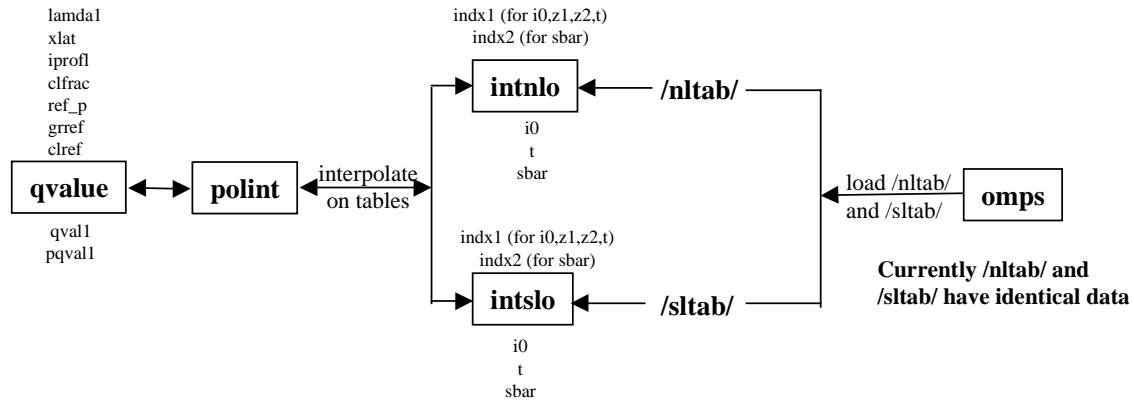 lamda1
xlat
iprofl
clfrac
ref_p
grref
clref
qvalue
qval1
pqval1
polint
interpolate
on tables
indx1 (for i0,z1,z2,t)
indx2 (for sbar)
intnlo
i0
t
sbar
/nltab/
indx1 (for i0,z1,z2,t)
indx2 (for sbar)
intslo
i0
t
sbar
/sltab/
load /nltab/
and /sltab/
omps
Currently /nltab/ and
/sltab/ have identical data